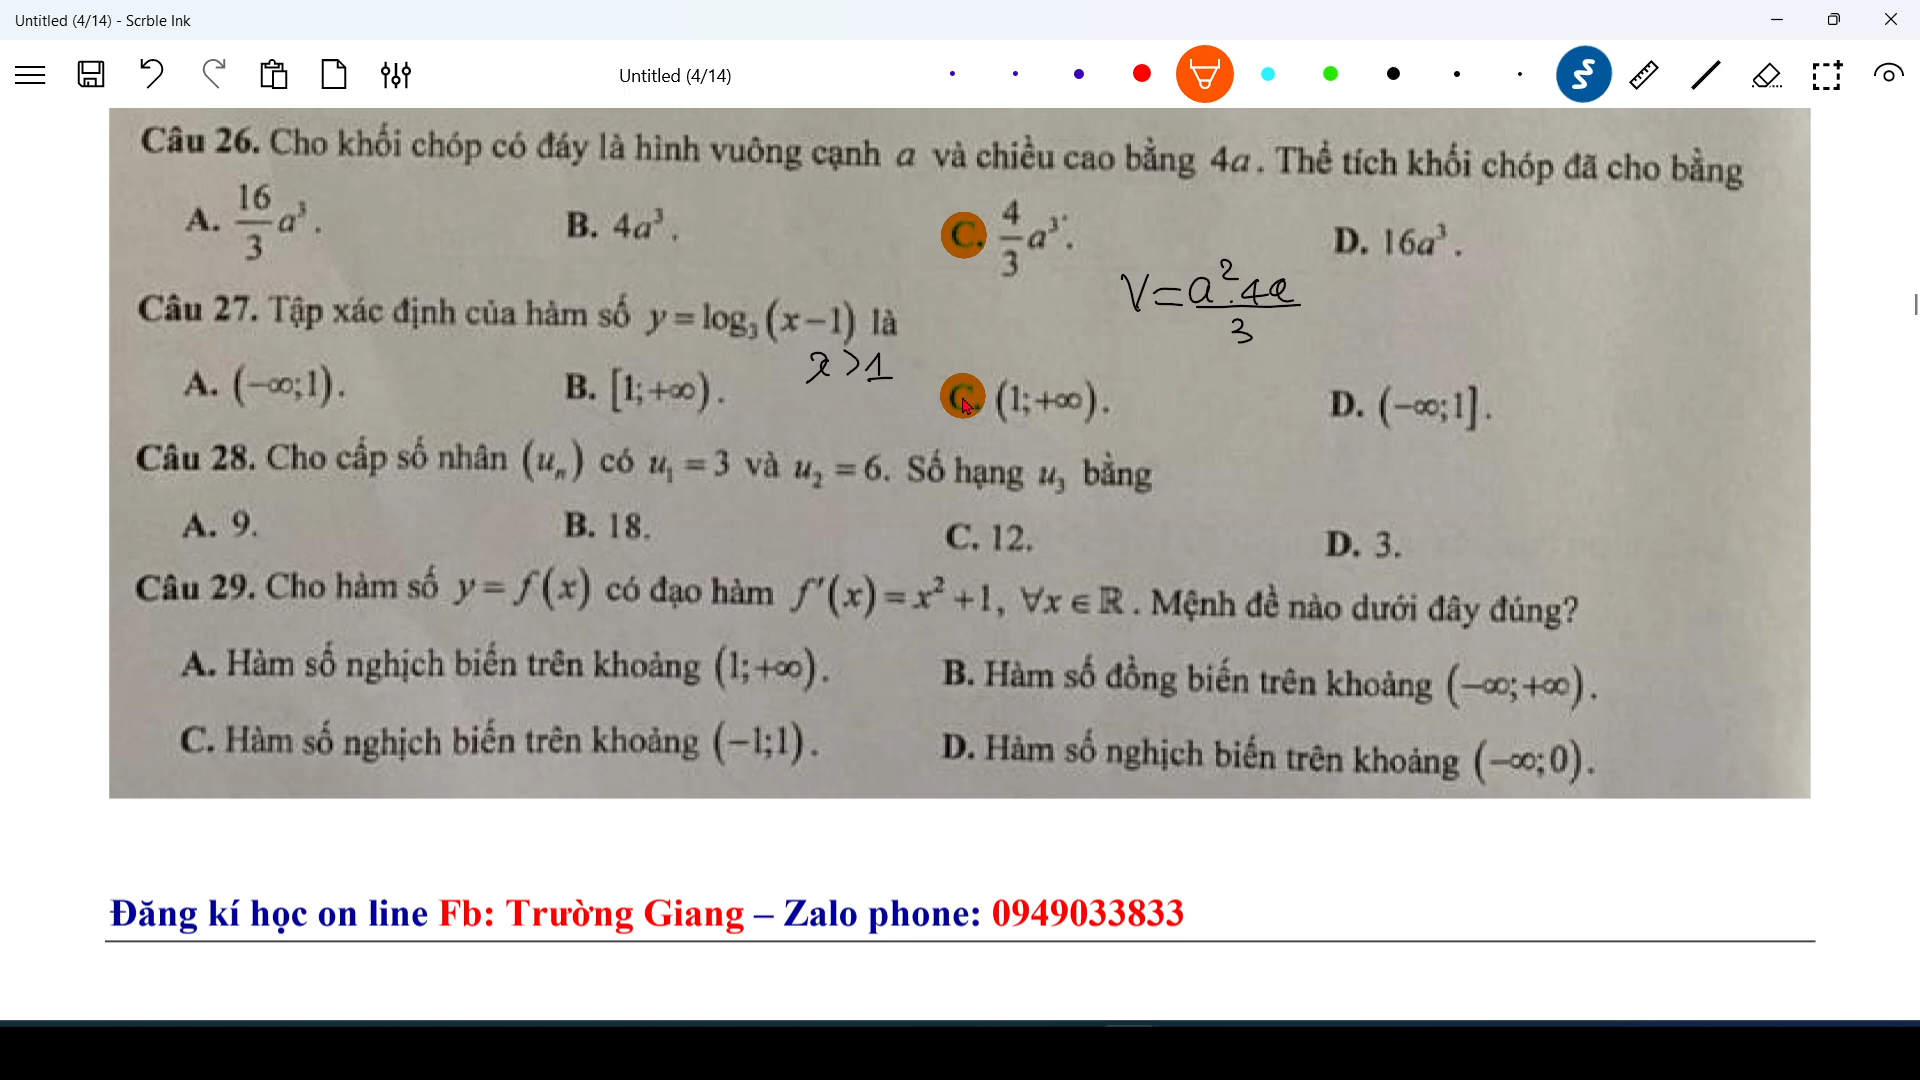 Untitled (4/14) - Scrble Ink
Untitled (4/14)
Câu 26. Cho khối chóp có đáy là hình vuông cạnh a và chiều cao bằng 4a. Thể tích khối chóp đã cho bằng
A. 16/3 a³. B. 4a³. C. 4/3 a³. D. 16a³.
V = a².4a / 3
Câu 27. Tập xác định của hàm số y = log₃(x−1) là
x > 1
A. (−∞;1). B. [1;+∞). C. (1;+∞). D. (−∞;1].
Câu 28. Cho cấp số nhân (uₙ) có u₁ = 3 và u₂ = 6. Số hạng u₃ bằng
A. 9. B. 18. C. 12. D. 3.
Câu 29. Cho hàm số y = f(x) có đạo hàm f′(x) = x² + 1, ∀x ∈ ℝ. Mệnh đề nào dưới đây đúng?
A. Hàm số nghịch biến trên khoảng (1;+∞). B. Hàm số đồng biến trên khoảng (−∞;+∞).
C. Hàm số nghịch biến trên khoảng (−1;1). D. Hàm số nghịch biến trên khoảng (−∞;0).
Đăng kí học on line Fb: Trường Giang – Zalo phone: 0949033833